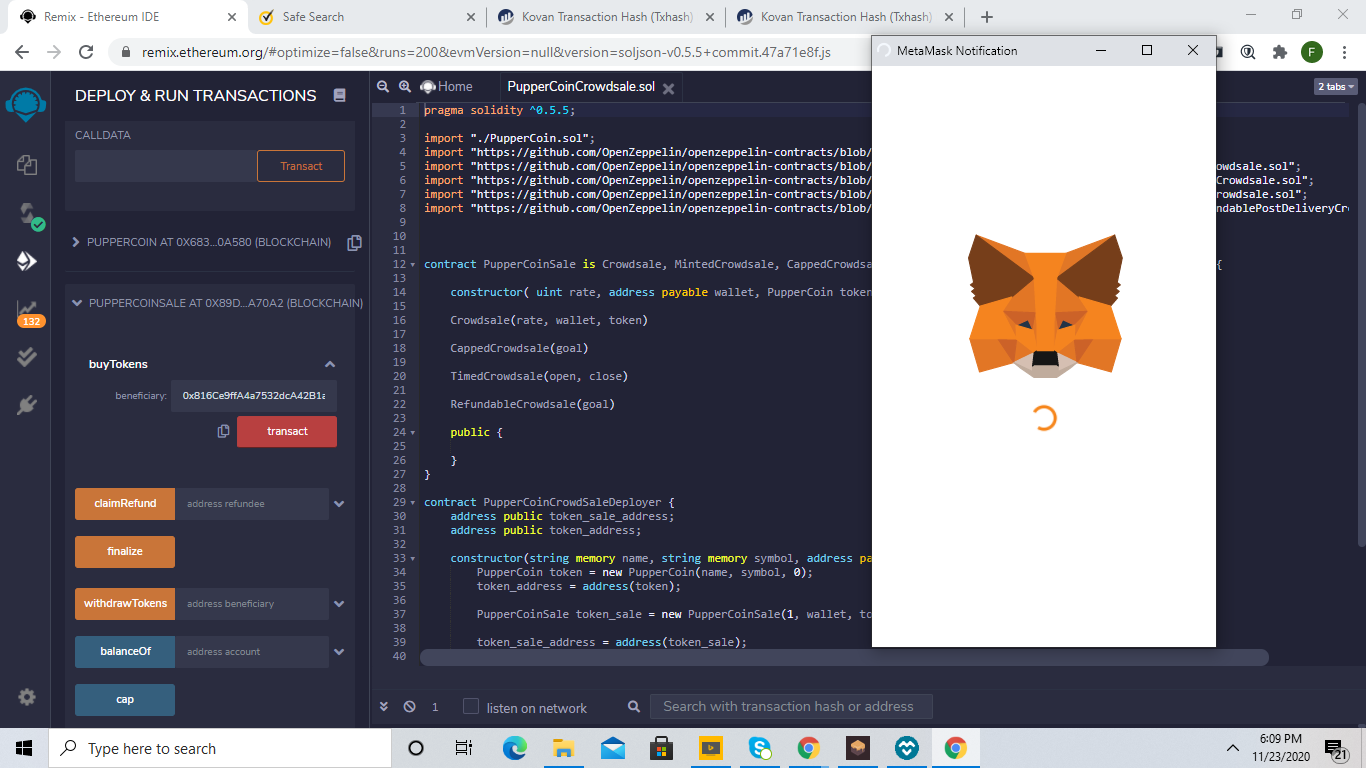 Remix - Ethereum IDE
Safe Search
Kovan Transaction Hash (Txhash)
Kovan Transaction Hash (Txhash)
remix.ethereum.org/#optimize=false&runs=200&evmVersion=null&version=soljson-v0.5.5+commit.47a71e8f.js
F
MetaMask Notification
DEPLOY & RUN TRANSACTIONS
CALLDATA
Transact
PUPPERCOIN AT 0X683...0A580 (BLOCKCHAIN)
PUPPERCOINSALE AT 0X89D...A70A2 (BLOCKCHAIN)
buyTokens
beneficiary:
0x816Ce9ffA4a7532dcA42B1a
transact
claimRefund
address refundee
finalize
withdrawTokens
address beneficiary
balanceOf
address account
cap
132
Home
PupperCoinCrowdsale.sol
2 tabs
1 pragma solidity ^0.5.5;
2
3 import "./PupperCoin.sol";
4 import "https://github.com/OpenZeppelin/openzeppelin-contracts/blob/
5 import "https://github.com/OpenZeppelin/openzeppelin-contracts/blob/ owdsale.sol";
6 import "https://github.com/OpenZeppelin/openzeppelin-contracts/blob/ Crowdsale.sol";
7 import "https://github.com/OpenZeppelin/openzeppelin-contracts/blob/ rowdsale.sol";
8 import "https://github.com/OpenZeppelin/openzeppelin-contracts/blob/ ndablePostDeliveryCr
9
10
11
12 contract PupperCoinSale is Crowdsale, MintedCrowdsale, CappedCrowdsa {
13
14 constructor( uint rate, address payable wallet, PupperCoin token
15
16 Crowdsale(rate, wallet, token)
17
18 CappedCrowdsale(goal)
19
20 TimedCrowdsale(open, close)
21
22 RefundableCrowdsale(goal)
23
24 public {
25
26 }
27 }
28
29 contract PupperCoinCrowdSaleDeployer {
30 address public token_sale_address;
31 address public token_address;
32
33 constructor(string memory name, string memory symbol, address pa
34 PupperCoin token = new PupperCoin(name, symbol, 0);
35 token_address = address(token);
36
37 PupperCoinSale token_sale = new PupperCoinSale(1, wallet, to
38
39 token_sale_address = address(token_sale);
40
1
listen on network
Search with transaction hash or address
Type here to search
6:09 PM
11/23/2020
21